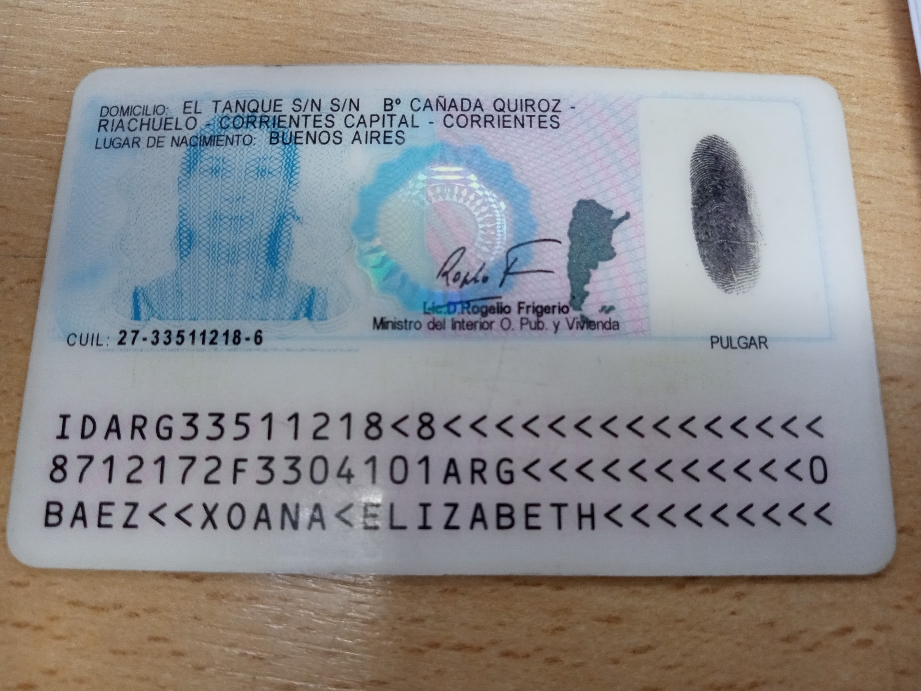 DOMICILIO: EL TANQUE S/N S/N Bº CAÑADA QUIROZ -
RIACHUELO - CORRIENTES CAPITAL - CORRIENTES
LUGAR DE NACIMIENTO: BUENOS AIRES
Lic.D.Rogelio Frigerio
Ministro del Interior O. Pub. y Vivienda
CUIL: 27-33511218-6
PULGAR
IDARG33511218<8<<<<<<<<<<<<<<<
8712172F3304101ARG<<<<<<<<<<<0
BAEZ<<XOANA<ELIZABETH<<<<<<<<<